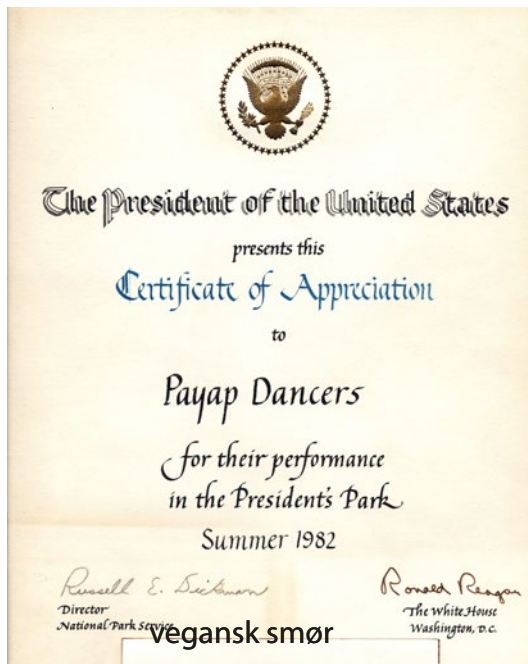 The President of the United States
presents this
Certificate of Appreciation
to
Payap Dancers
for their performance
in the President's Park
Summer 1982
Russell E. Dickenson
Ronald Reagan
Director
National Park Service
The White House
Washington, D.C.
vegansk smør